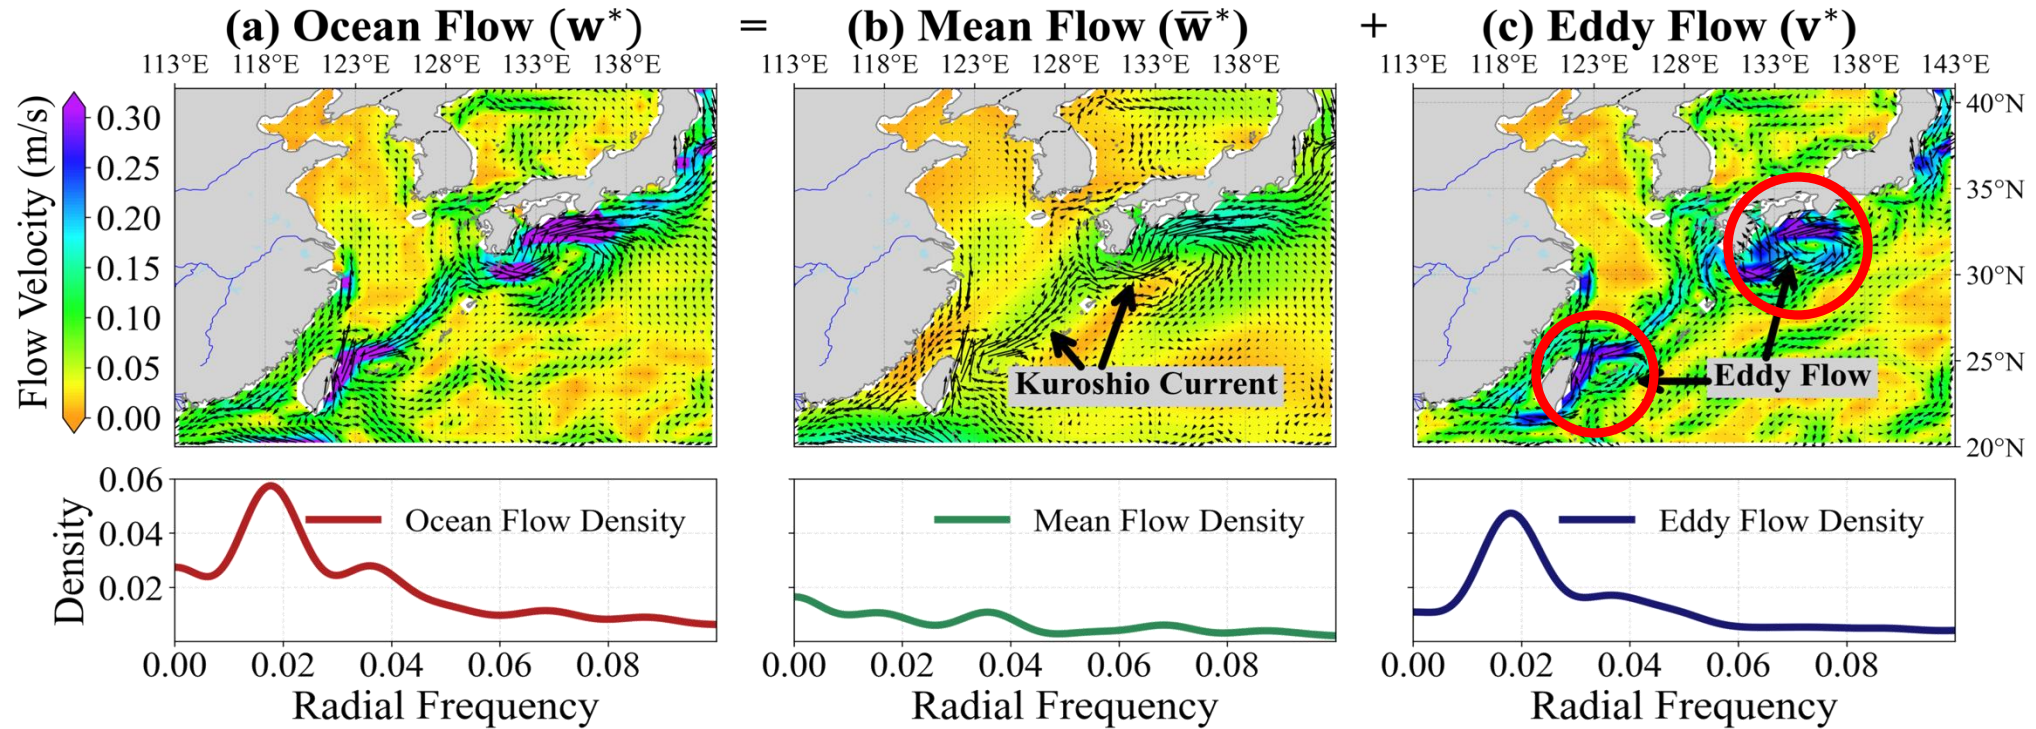 (a) Ocean Flow (w*) = (b) Mean Flow (w̄*) + (c) Eddy Flow (v*)
113°E 118°E 123°E 128°E 133°E 138°E
113°E 118°E 123°E 128°E 133°E 138°E
113°E 118°E 123°E 128°E 133°E 138°E 143°E
Flow Velocity (m/s)
0.30
0.25
0.20
0.15
0.10
0.05
0.00
Kuroshio Current
Eddy Flow
40°N
35°N
30°N
25°N
20°N
Density
0.06
0.04
0.02
Ocean Flow Density
0.00 0.02 0.04 0.06 0.08
Radial Frequency
Mean Flow Density
0.00 0.02 0.04 0.06 0.08
Radial Frequency
Eddy Flow Density
0.00 0.02 0.04 0.06 0.08
Radial Frequency